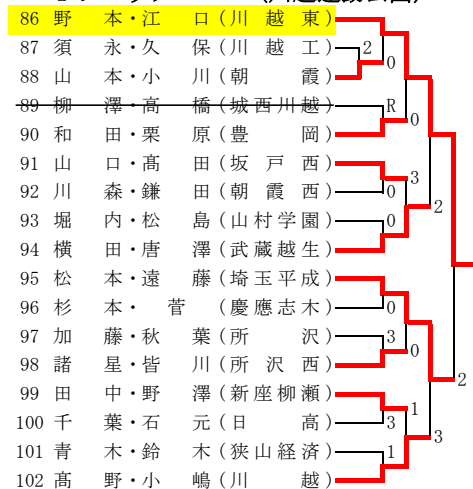 86 野 本・江 口(川 越 東)
87 須 永・久 保(川 越 工) 2
0
88 山 本・小 川(朝 霞)
89 柳 澤・高 橋(城西川越) R
0
90 和 田・栗 原(豊 岡)
91 山 口・髙 田(坂 戸 西)
3
92 川 森・鎌 田(朝 霞 西) 0
2
93 堀 内・松 島(山村学園) 0
94 横 田・唐 澤(武蔵越生)
95 松 本・遠 藤(埼玉平成)
96 杉 本・ 菅 (慶應志木) 0
97 加 藤・秋 葉(所 沢) 3
0
98 諸 星・皆 川(所 沢 西)
2
99 田 中・野 澤(新座柳瀬)
1
100 千 葉・石 元(日 高) 3
3
101 青 木・鈴 木(狭山経済) 1
102 髙 野・小 嶋(川 越)